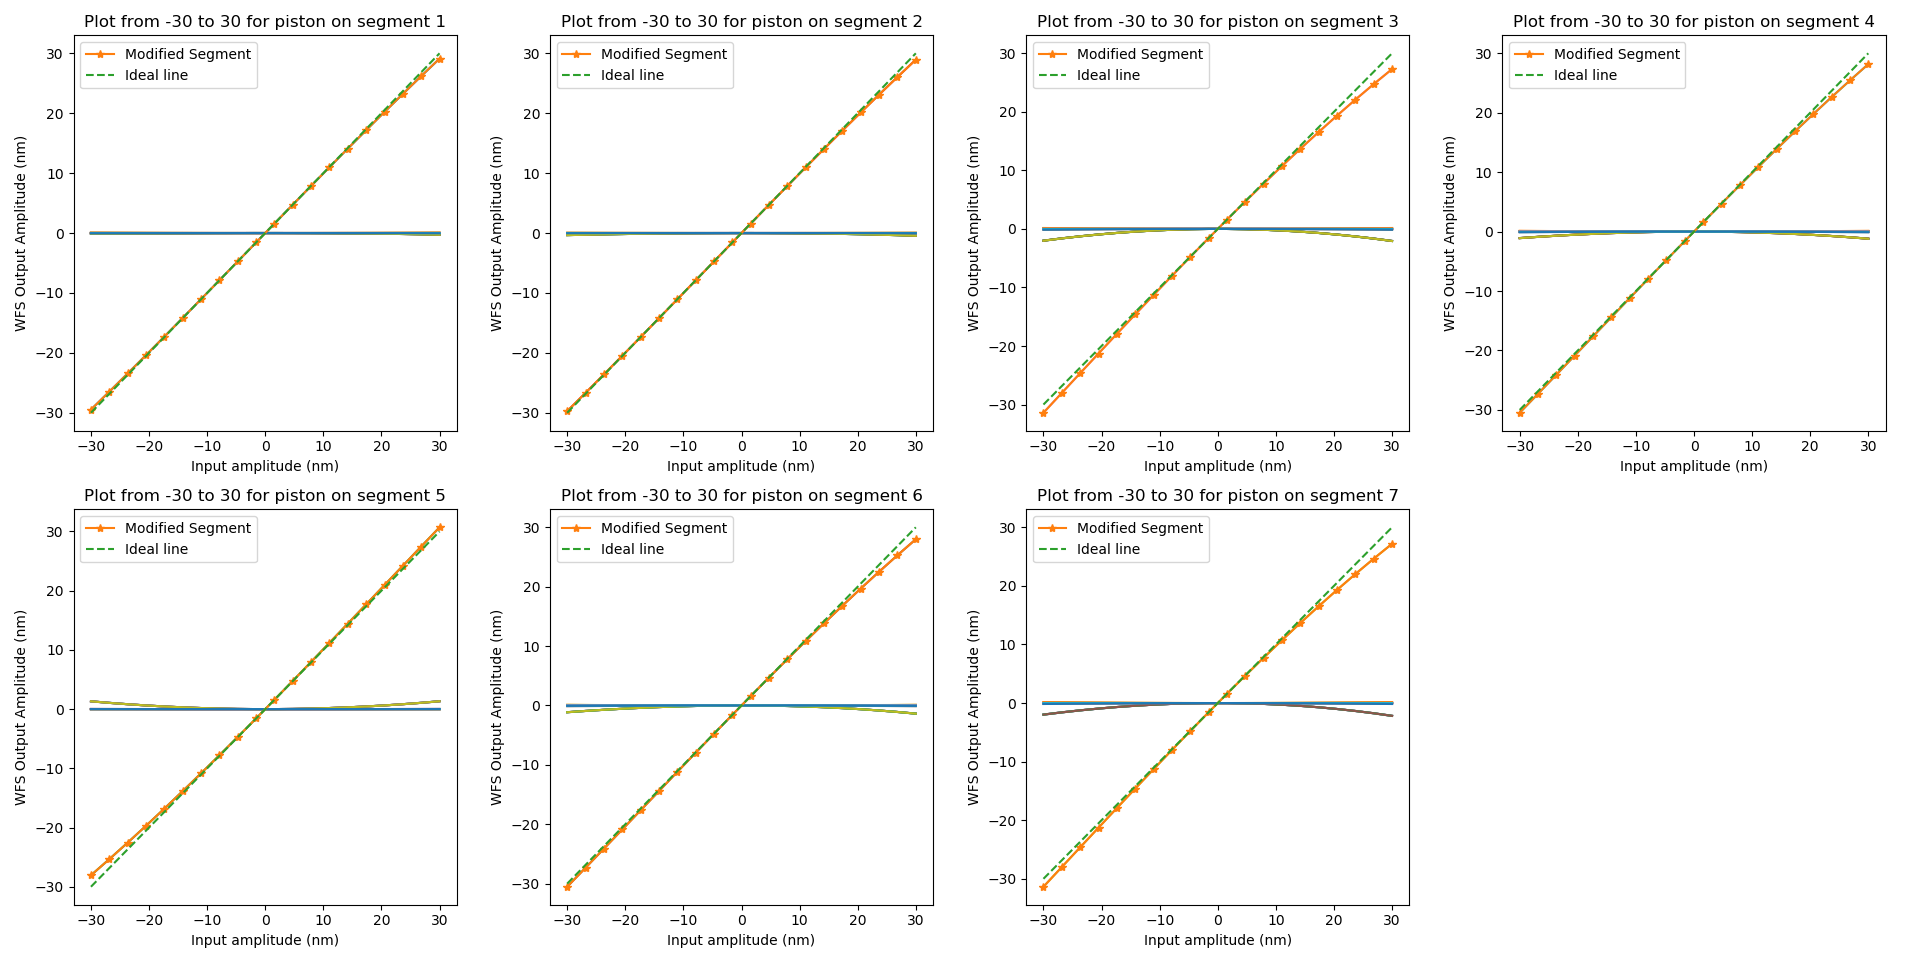 Plot from -30 to 30 for piston on segment 1
Modified Segment
Ideal line
30
20
10
0
−10
−20
−30
WFS Output Amplitude (nm)
−30 −20 −10 0 10 20 30
Input amplitude (nm)
Plot from -30 to 30 for piston on segment 2
Modified Segment
Ideal line
30
20
10
0
−10
−20
−30
WFS Output Amplitude (nm)
−30 −20 −10 0 10 20 30
Input amplitude (nm)
Plot from -30 to 30 for piston on segment 3
Modified Segment
Ideal line
30
20
10
0
−10
−20
−30
WFS Output Amplitude (nm)
−30 −20 −10 0 10 20 30
Input amplitude (nm)
Plot from -30 to 30 for piston on segment 4
Modified Segment
Ideal line
30
20
10
0
−10
−20
−30
WFS Output Amplitude (nm)
−30 −20 −10 0 10 20 30
Input amplitude (nm)
Plot from -30 to 30 for piston on segment 5
Modified Segment
Ideal line
30
20
10
0
−10
−20
−30
WFS Output Amplitude (nm)
−30 −20 −10 0 10 20 30
Input amplitude (nm)
Plot from -30 to 30 for piston on segment 6
Modified Segment
Ideal line
30
20
10
0
−10
−20
−30
WFS Output Amplitude (nm)
−30 −20 −10 0 10 20 30
Input amplitude (nm)
Plot from -30 to 30 for piston on segment 7
Modified Segment
Ideal line
30
20
10
0
−10
−20
−30
WFS Output Amplitude (nm)
−30 −20 −10 0 10 20 30
Input amplitude (nm)